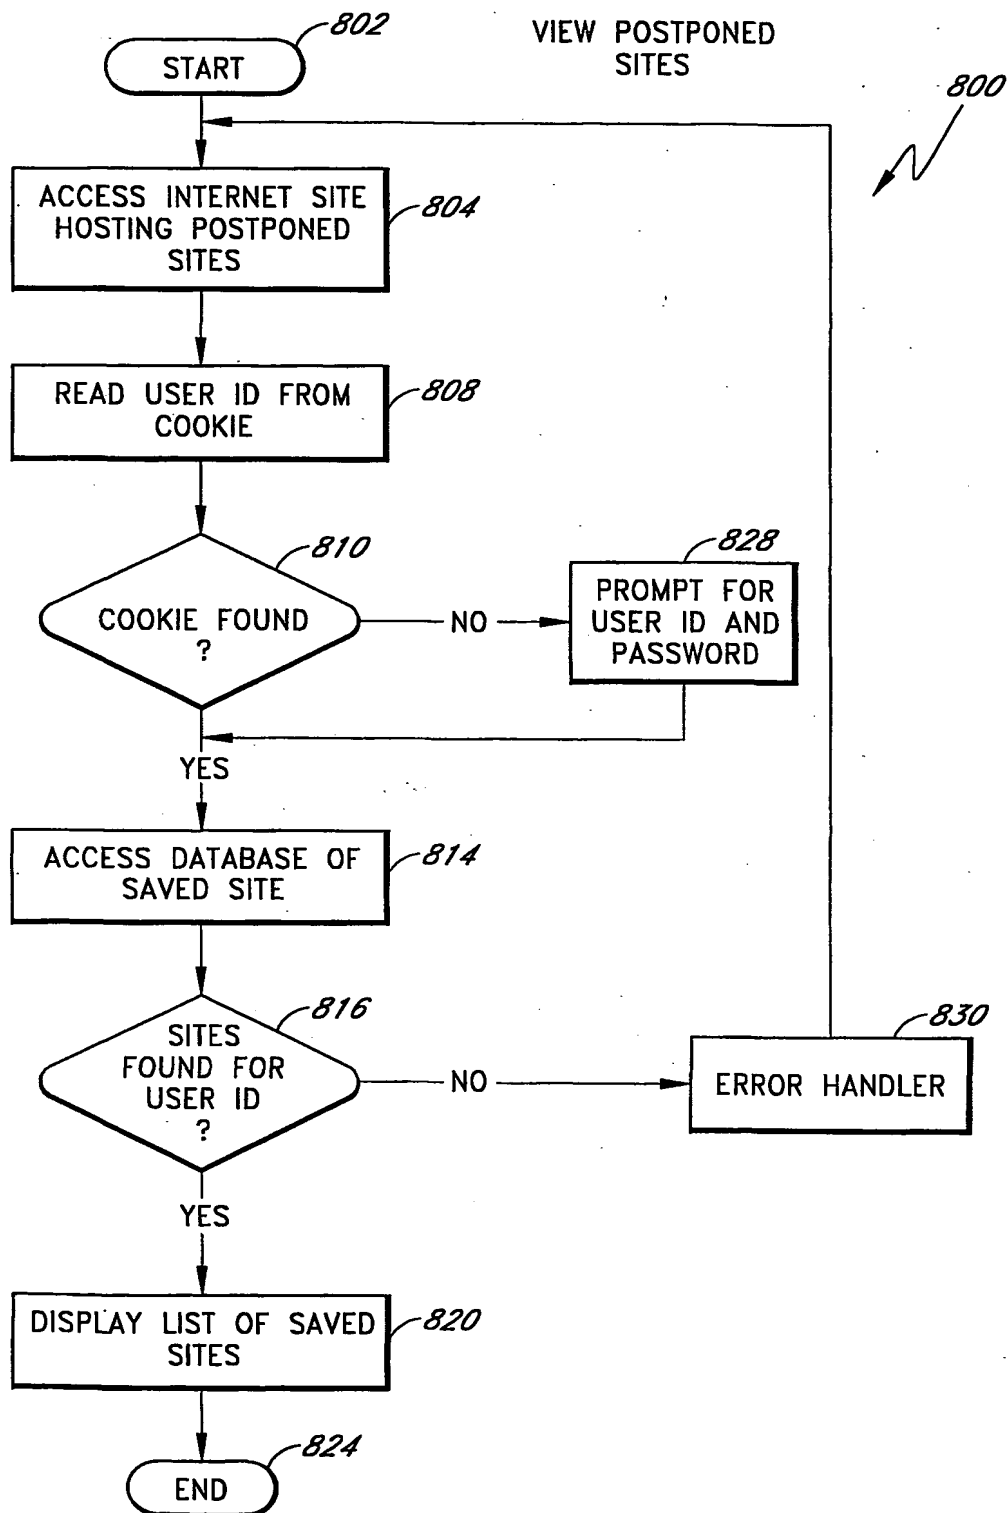 VIEW POSTPONED
SITES
800
802
START
ACCESS INTERNET SITE
HOSTING POSTPONED
SITES
804
READ USER ID FROM
COOKIE
808
810
COOKIE FOUND
?
NO
828
PROMPT FOR
USER ID AND
PASSWORD
YES
ACCESS DATABASE OF
SAVED SITE
814
816
SITES
FOUND FOR
USER ID
?
NO
830
ERROR HANDLER
YES
DISPLAY LIST OF SAVED
SITES
820
824
END